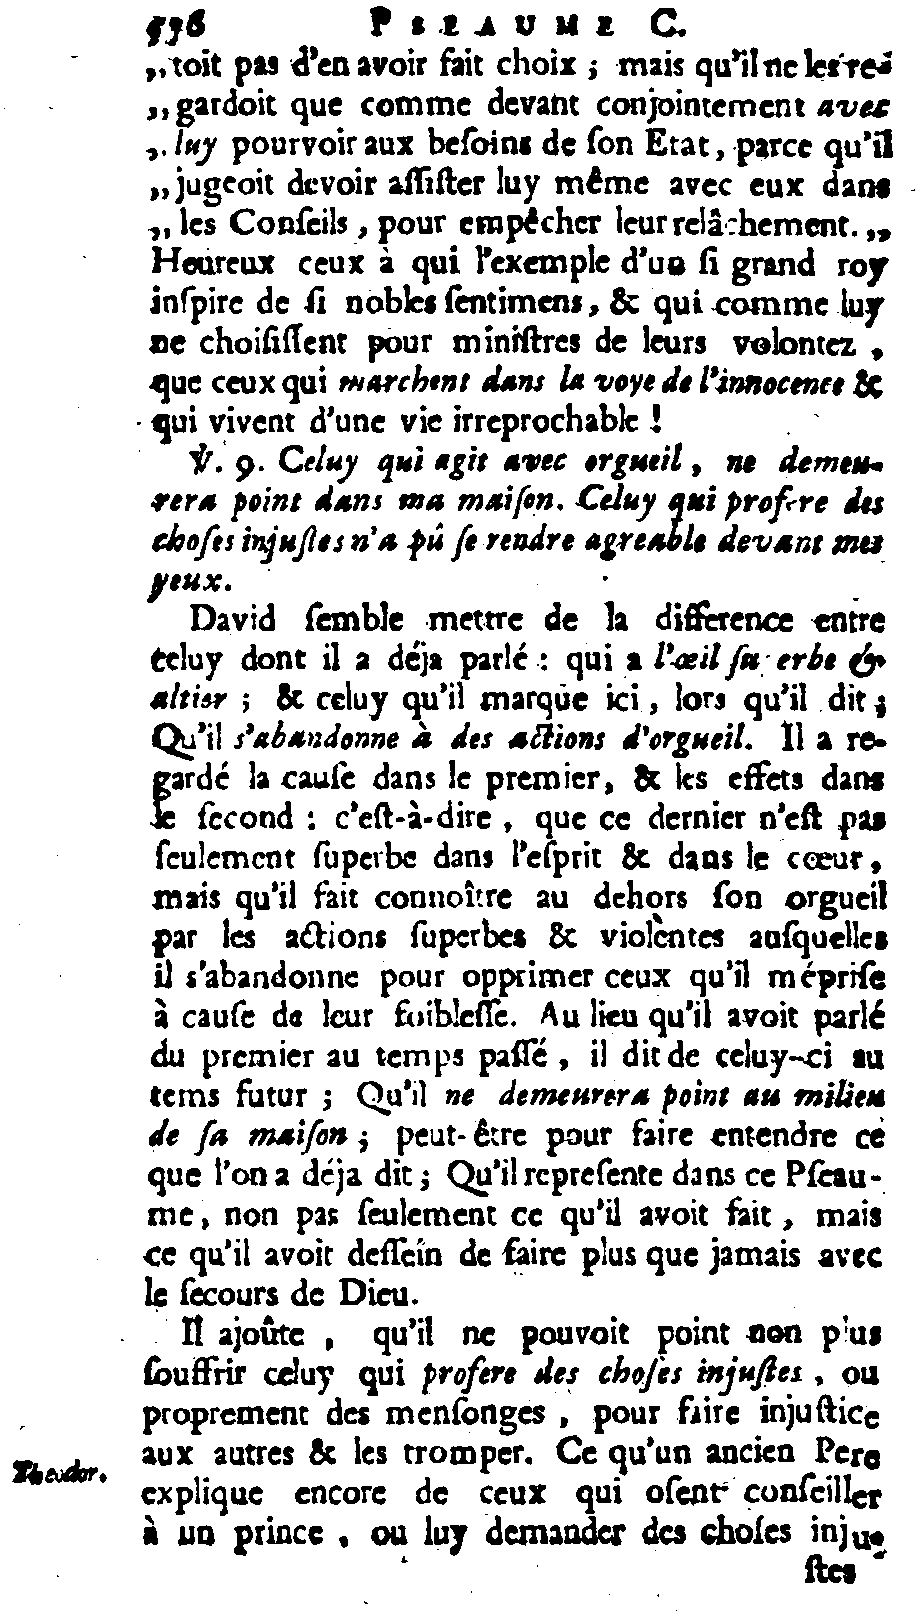 536 PSEAUME C.
„toit pas d'en avoir fait choix ; mais qu'il ne les re-
„gardoit que comme devant conjointement avec
„luy pourvoir aux beſoins de ſon Etat, parce qu'il
„jugeoit devoir aſſiſter luy même avec eux dans
„les Conſeils, pour empêcher leur relâchement.„
Heureux ceux à qui l'exemple d'un ſi grand roy
inſpire de ſi nobles ſentimens, & qui comme luy
ne choiſiſſent pour miniſtres de leurs volontez ,
que ceux qui marchent dans la voye de l'innocence &
qui vivent d'une vie irreprochable !
℣. 9. Celuy qui agit avec orgueil, ne demeu-
rera point dans ma maiſon. Celuy qui profere des
choſes injuſtes n'a pû ſe rendre agreable devant mes
yeux.
David ſemble mettre de la difference entre
celuy dont il a déja parlé : qui a l'œil ſuperbe &
altier ; & celuy qu'il marque ici, lors qu'il dit ;
Qu'il s'abandonne à des actions d'orgueil. Il a re-
gardé la cauſe dans le premier, & les effets dans
le ſecond : c'eſt-à-dire, que ce dernier n'eſt pas
ſeulement ſuperbe dans l'eſprit & dans le cœur,
mais qu'il fait connoître au dehors ſon orgueil
par les actions ſuperbes & violentes auſquelles
il s'abandonne pour opprimer ceux qu'il mépriſe
à cauſe de leur foibleſſe. Au lieu qu'il avoit parlé
du premier au temps paſſé, il dit de celuy-ci au
tems futur ; Qu'il ne demeurera point au milieu
de ſa maiſon ; peut-être pour faire entendre ce
que l'on a déja dit ; Qu'il repreſente dans ce Pſeau-
me, non pas ſeulement ce qu'il avoit fait, mais
ce qu'il avoit deſſein de faire plus que jamais avec
le ſecours de Dieu.
Il ajoûte, qu'il ne pouvoit point non plus
ſouffrir celuy qui profere des choſes injuſtes, ou
proprement des menſonges, pour faire injuſtice
aux autres & les tromper. Ce qu'un ancien Pere
Theodor.
explique encore de ceux qui oſent conſeiller
à un prince, ou luy demander des choſes inju-
ſtes